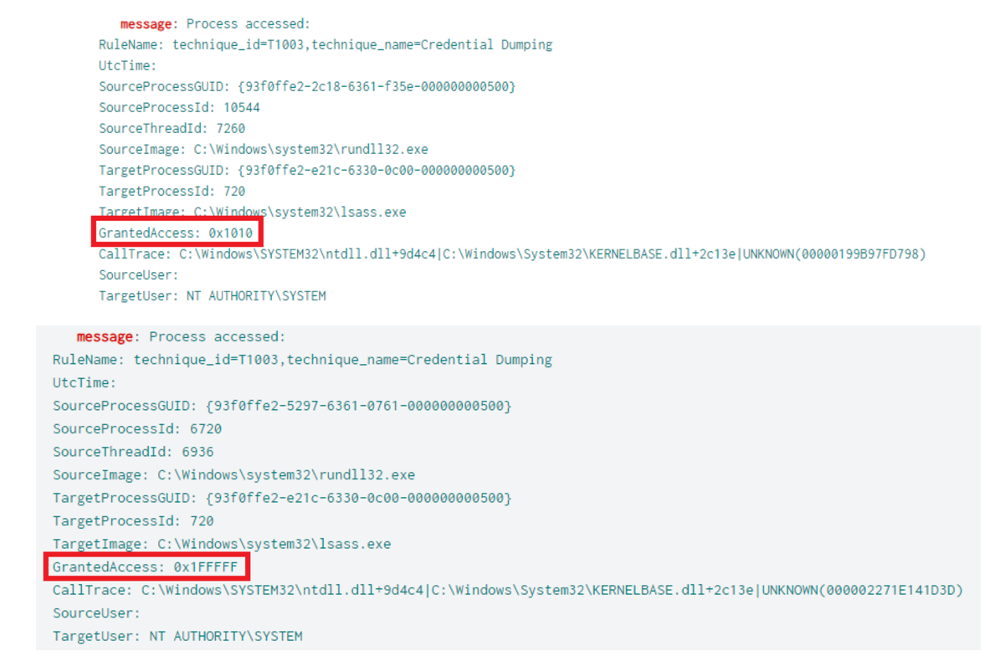 message: Process accessed:
RuleName: technique_id=T1003,technique_name=Credential Dumping
UtcTime:
SourceProcessGUID: {93f0ffe2-2c18-6361-f35e-000000000500}
SourceProcessId: 10544
SourceThreadId: 7260
SourceImage: C:\Windows\system32\rundll32.exe
TargetProcessGUID: {93f0ffe2-e21c-6330-0c00-000000000500}
TargetProcessId: 720
TargetImage: C:\Windows\system32\lsass.exe
GrantedAccess: 0x1010
CallTrace: C:\Windows\SYSTEM32\ntdll.dll+9d4c4|C:\Windows\System32\KERNELBASE.dll+2c13e|UNKNOWN(00000199B97FD798)
SourceUser:
TargetUser: NT AUTHORITY\SYSTEM
message: Process accessed:
RuleName: technique_id=T1003,technique_name=Credential Dumping
UtcTime:
SourceProcessGUID: {93f0ffe2-5297-6361-0761-000000000500}
SourceProcessId: 6720
SourceThreadId: 6936
SourceImage: C:\Windows\system32\rundll32.exe
TargetProcessGUID: {93f0ffe2-e21c-6330-0c00-000000000500}
TargetProcessId: 720
TargetImage: C:\Windows\system32\lsass.exe
GrantedAccess: 0x1FFFFF
CallTrace: C:\Windows\SYSTEM32\ntdll.dll+9d4c4|C:\Windows\System32\KERNELBASE.dll+2c13e|UNKNOWN(000002271E141D3D)
SourceUser:
TargetUser: NT AUTHORITY\SYSTEM